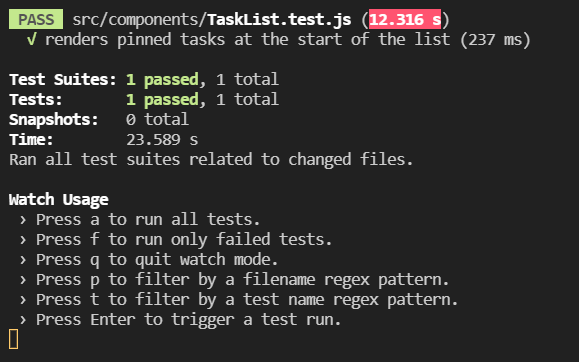 PASS src/components/TaskList.test.js (12.316 s)
√ renders pinned tasks at the start of the list (237 ms)
Test Suites: 1 passed, 1 total
Tests: 1 passed, 1 total
Snapshots: 0 total
Time: 23.589 s
Ran all test suites related to changed files.
Watch Usage
› Press a to run all tests.
› Press f to run only failed tests.
› Press q to quit watch mode.
› Press p to filter by a filename regex pattern.
› Press t to filter by a test name regex pattern.
› Press Enter to trigger a test run.